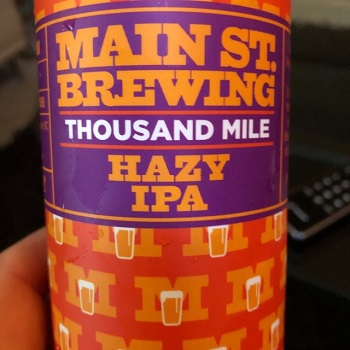 MAIN ST.
BREWING
THOUSAND MILE
HAZY
IPA
M M M
M M M
M M M